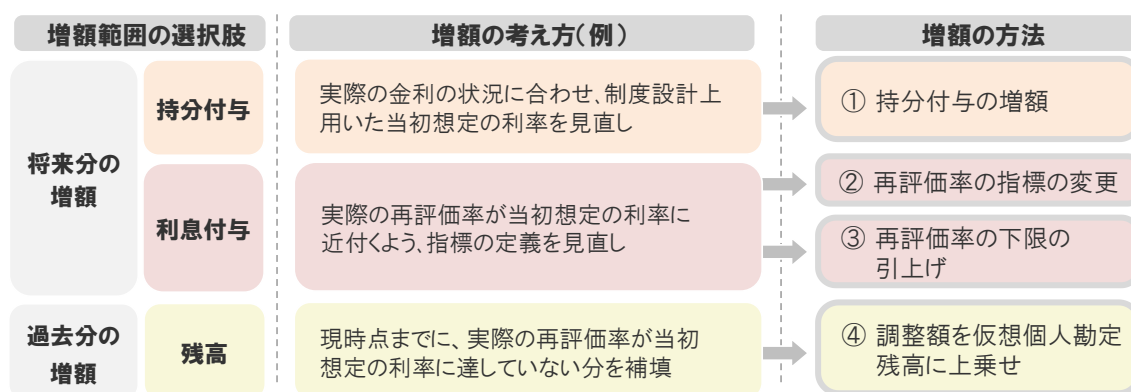 増額範囲の選択肢
増額の考え方(例)
増額の方法
将来分の
増額
持分付与
実際の金利の状況に合わせ、制度設計上
用いた当初想定の利率を見直し
① 持分付与の増額
利息付与
実際の再評価率が当初想定の利率に
近付くよう、指標の定義を見直し
② 再評価率の指標の変更
③ 再評価率の下限の
引上げ
過去分の
増額
残高
現時点までに、実際の再評価率が当初
想定の利率に達していない分を補填
④ 調整額を仮想個人勘定
残高に上乗せ